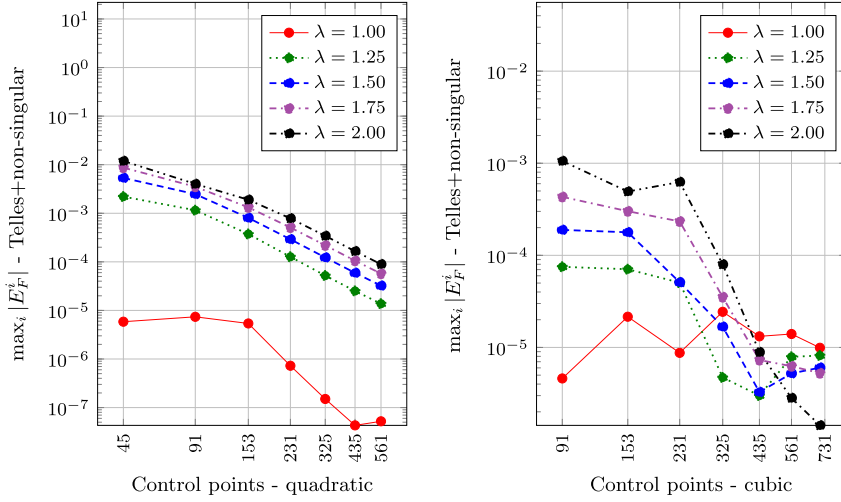 max_i |E_F^i| - Telles+non-singular
10^1
10^0
10^−1
10^−2
10^−3
10^−4
10^−5
10^−6
10^−7
λ = 1.00
λ = 1.25
λ = 1.50
λ = 1.75
λ = 2.00
45 91 153 231 325 435 561
Control points - quadratic
max_i |E_F^i| - Telles+non-singular
10^−2
10^−3
10^−4
10^−5
λ = 1.00
λ = 1.25
λ = 1.50
λ = 1.75
λ = 2.00
91 153 231 325 435 561 731
Control points - cubic